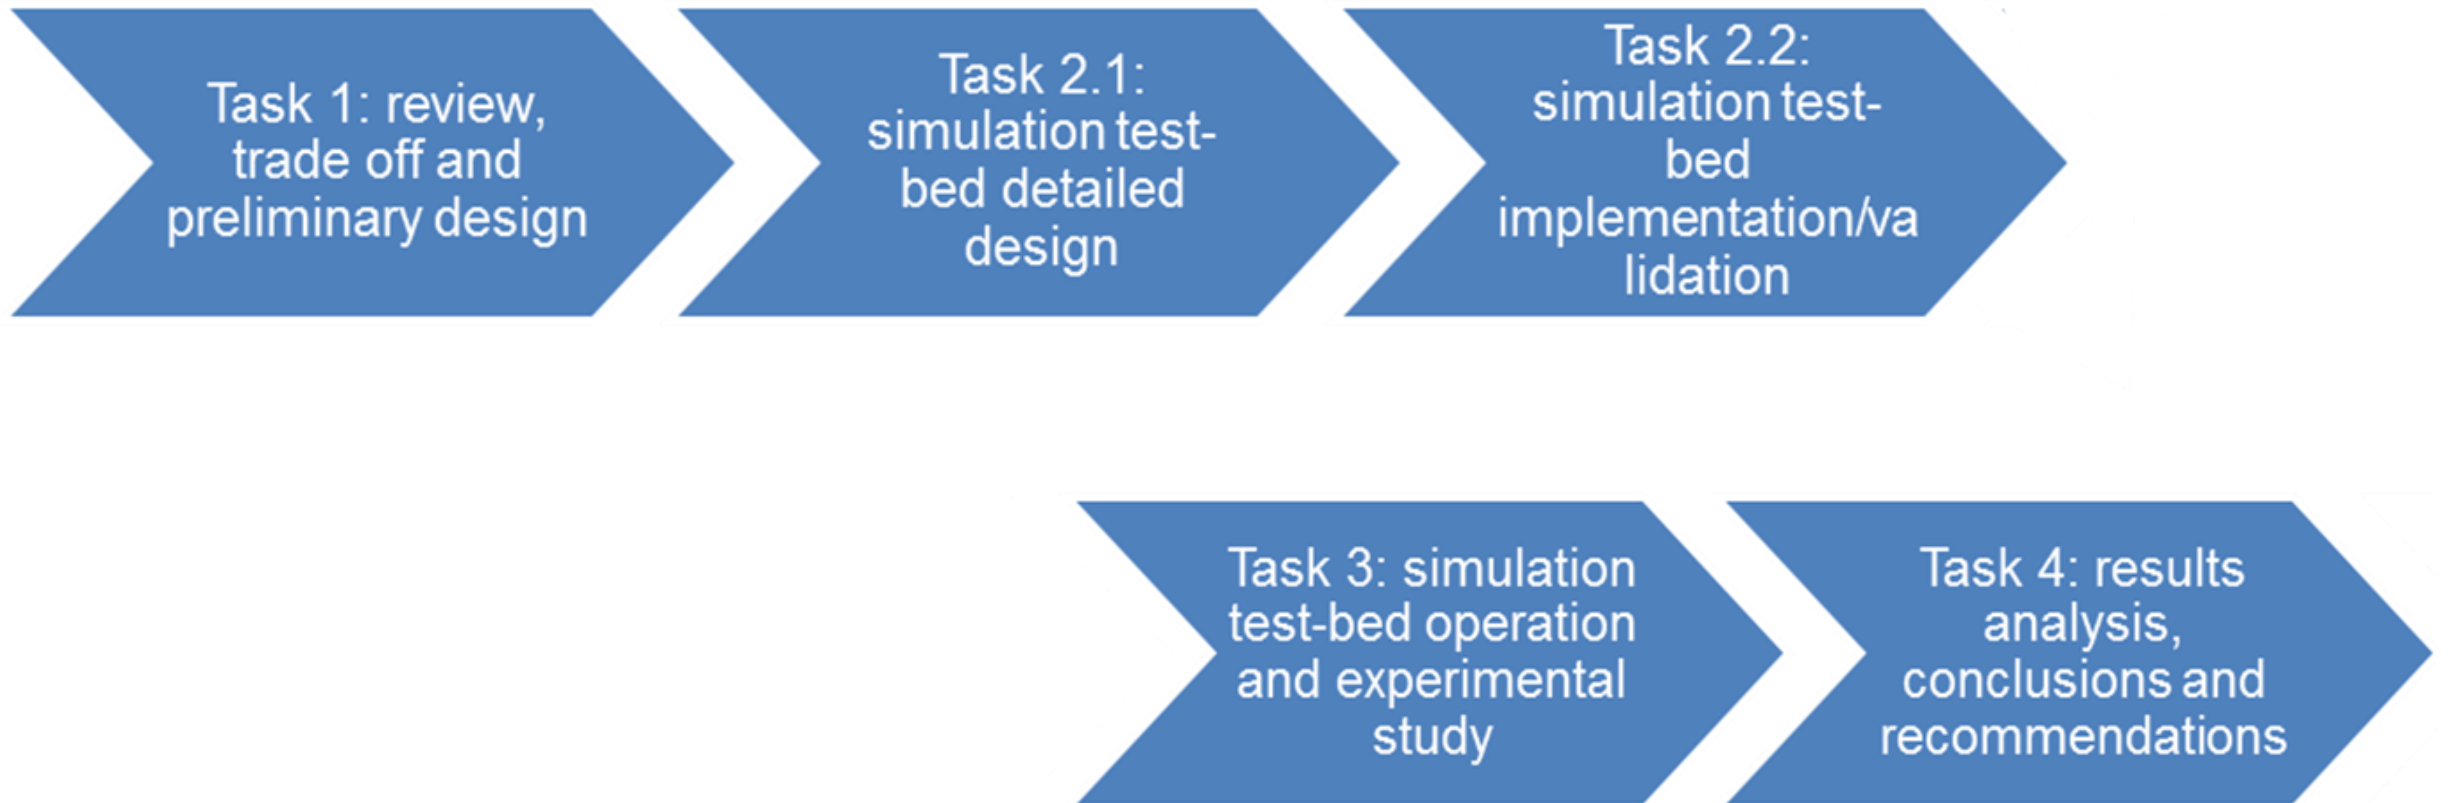 Task 1: review,
trade off and
preliminary design
Task 2.1:
simulation test-
bed detailed
design
Task 2.2:
simulation test-
bed
implementation/va
lidation
Task 3: simulation
test-bed operation
and experimental
study
Task 4: results
analysis,
conclusions and
recommendations